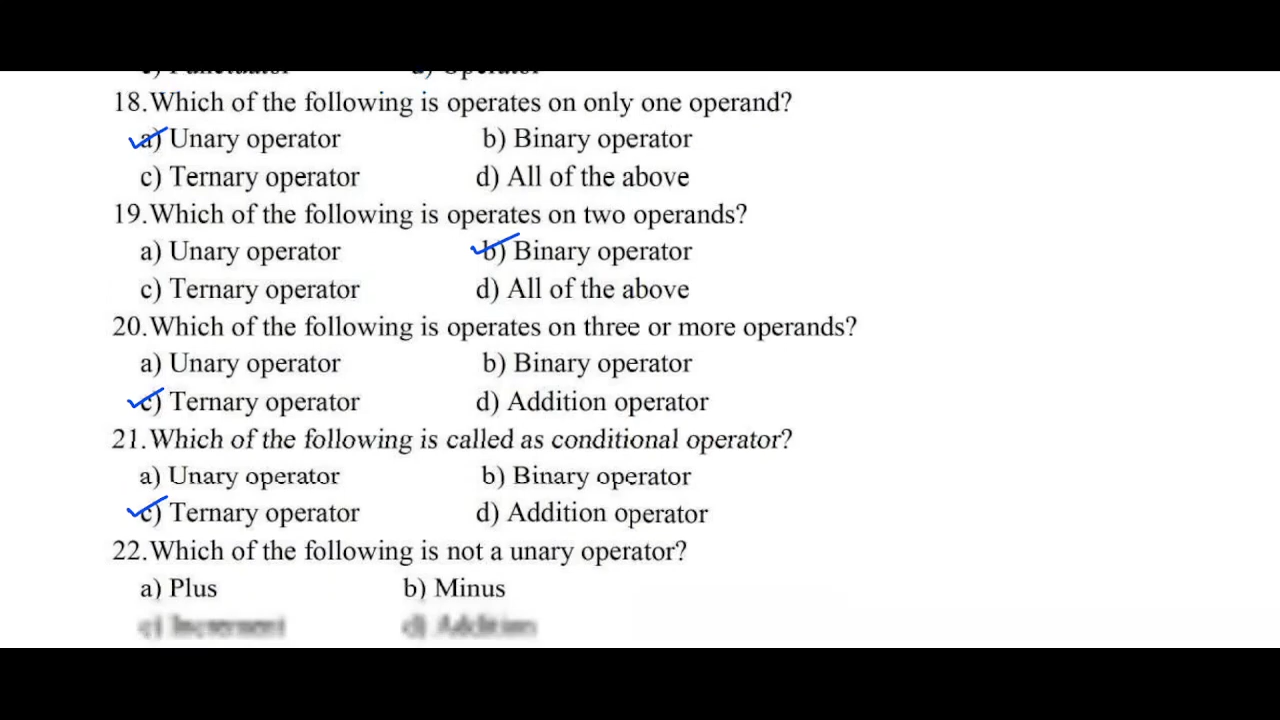 18.Which of the following is operates on only one operand?
a) Unary operator b) Binary operator
c) Ternary operator d) All of the above
19.Which of the following is operates on two operands?
a) Unary operator b) Binary operator
c) Ternary operator d) All of the above
20.Which of the following is operates on three or more operands?
a) Unary operator b) Binary operator
c) Ternary operator d) Addition operator
21.Which of the following is called as conditional operator?
a) Unary operator b) Binary operator
c) Ternary operator d) Addition operator
22.Which of the following is not a unary operator?
a) Plus b) Minus
c) Increment d) Addition